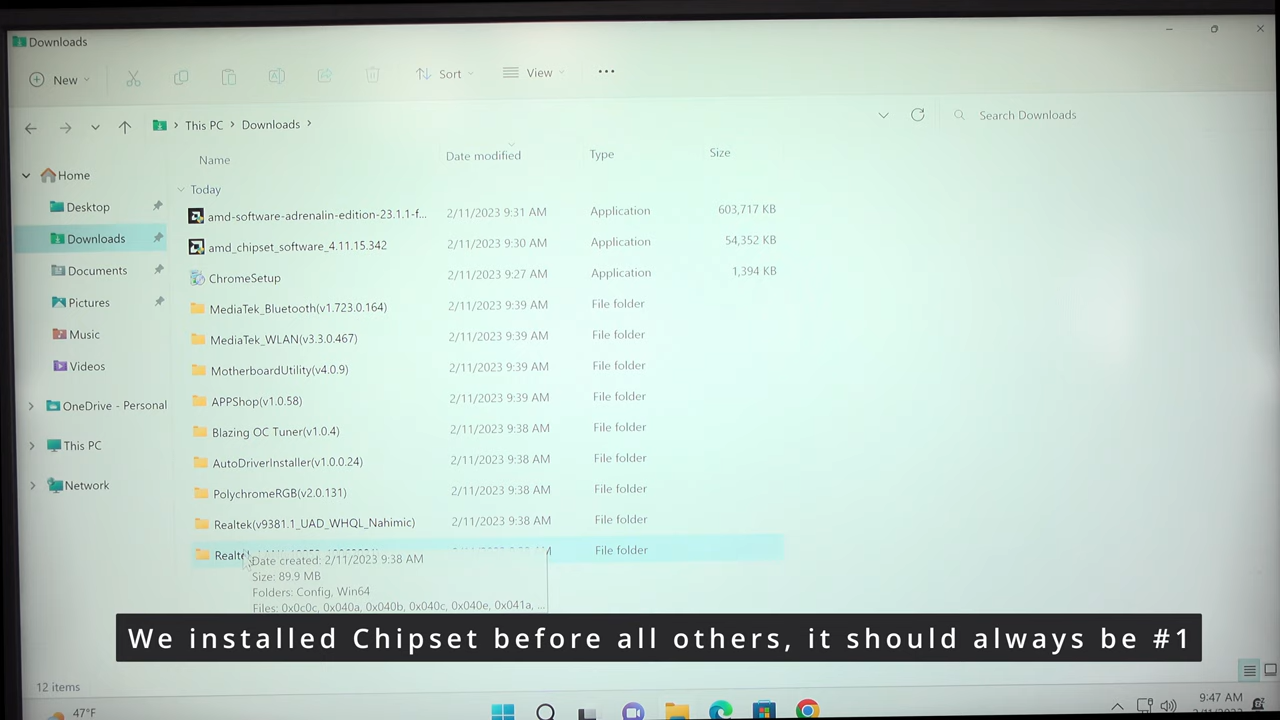 Downloads
New
Sort
View
This PC > Downloads >
Search Downloads
Name Date modified Type Size
Home
Today
Desktop
amd-software-adrenalin-edition-23.1.1-f... 2/11/2023 9:31 AM Application 603,717 KB
Downloads
amd_chipset_software_4.11.15.342 2/11/2023 9:30 AM Application 54,352 KB
Documents
ChromeSetup 2/11/2023 9:27 AM Application 1,394 KB
Pictures
MediaTek_Bluetooth(v1.723.0.164) 2/11/2023 9:39 AM File folder
Music
MediaTek_WLAN(v3.3.0.467) 2/11/2023 9:39 AM File folder
Videos
MotherboardUtility(v4.0.9) 2/11/2023 9:39 AM File folder
OneDrive - Personal
APPShop(v1.0.58) 2/11/2023 9:39 AM File folder
This PC
Blazing OC Tuner(v1.0.4) 2/11/2023 9:38 AM File folder
AutoDriverInstaller(v1.0.0.24) 2/11/2023 9:38 AM File folder
Network
PolychromeRGB(v2.0.131) 2/11/2023 9:38 AM File folder
Realtek(v9381.1_UAD_WHQL_Nahimic) 2/11/2023 9:38 AM File folder
Realtek File folder
Date created: 2/11/2023 9:38 AM
Size: 89.9 MB
Folders: Config, Win64
Files: 0x0c0c, 0x040a, 0x040b, 0x040c, 0x040e, 0x041a, ...
We installed Chipset before all others, it should always be #1
12 items
47°F
9:47 AM